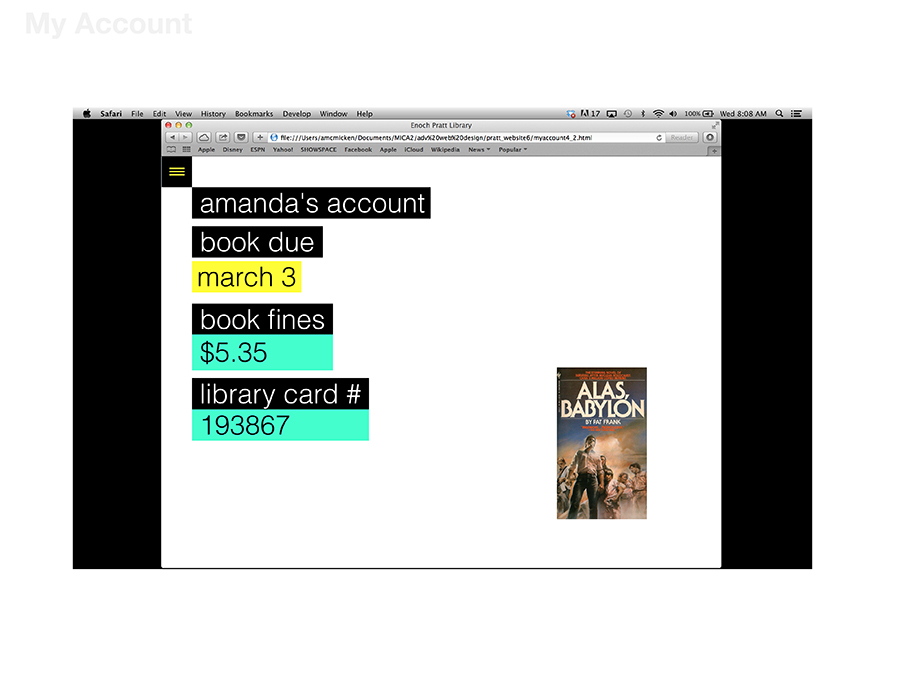 My Account
Safari File Edit View History Bookmarks Develop Window Help 17 100% Wed 8:08 AM
Enoch Pratt Library
file:///Users/amcmicken/Documents/MICA2/adv%20web%20design/pratt_website6/myaccount4_2.html Reader
Apple Disney ESPN Yahoo! SHOWSPACE Facebook Apple iCloud Wikipedia News Popular
amanda's account
book due
march 3
book fines
$5.35
library card #
193867
ALAS,
BABYLON
BY PAT FRANK